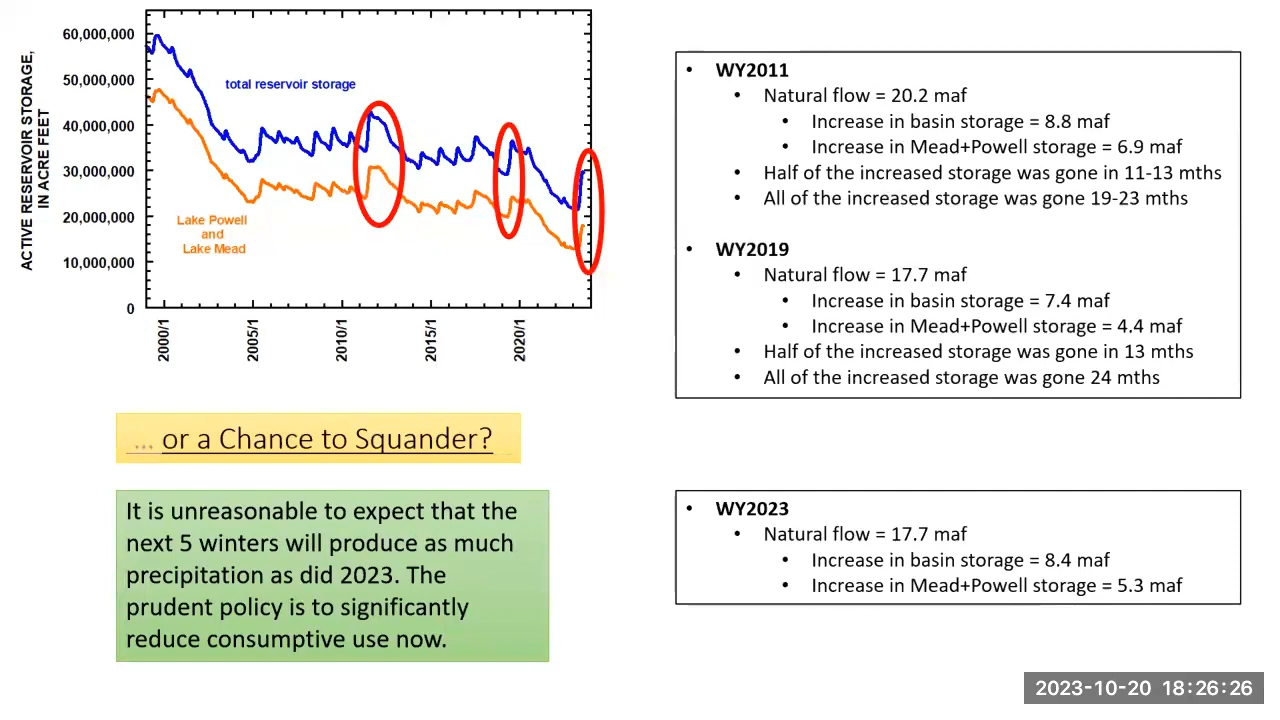 ACTIVE RESERVOIR STORAGE,
IN ACRE FEET
60,000,000
50,000,000
40,000,000
30,000,000
20,000,000
10,000,000
0
total reservoir storage
Lake Powell
and
Lake Mead
2000/1
2005/1
2010/1
2015/1
2020/1
... or a Chance to Squander?
It is unreasonable to expect that the
next 5 winters will produce as much
precipitation as did 2023. The
prudent policy is to significantly
reduce consumptive use now.
• WY2011
• Natural flow = 20.2 maf
• Increase in basin storage = 8.8 maf
• Increase in Mead+Powell storage = 6.9 maf
• Half of the increased storage was gone in 11-13 mths
• All of the increased storage was gone 19-23 mths
• WY2019
• Natural flow = 17.7 maf
• Increase in basin storage = 7.4 maf
• Increase in Mead+Powell storage = 4.4 maf
• Half of the increased storage was gone in 13 mths
• All of the increased storage was gone 24 mths
• WY2023
• Natural flow = 17.7 maf
• Increase in basin storage = 8.4 maf
• Increase in Mead+Powell storage = 5.3 maf
2023-10-20 18:26:26